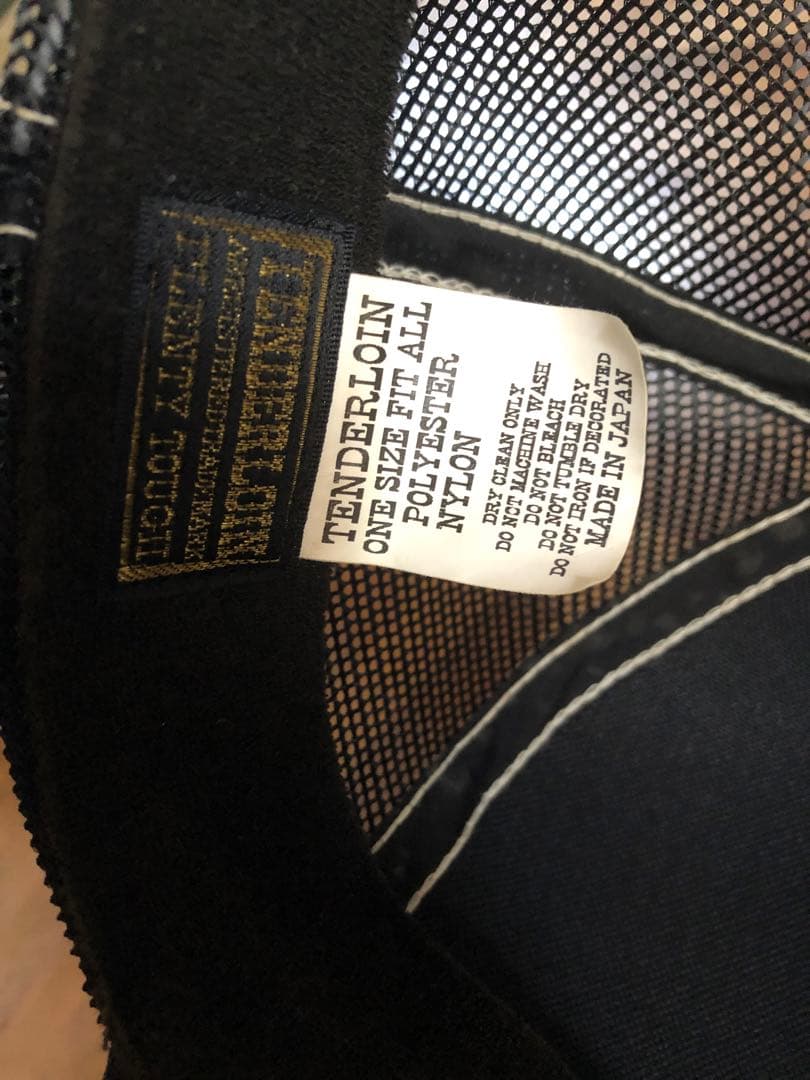 TENDERLOIN
PLENTY TOUGH
TENDERLOIN
ONE SIZE FIT ALL
POLYESTER
NYLON
DRY CLEAN ONLY
DO NOT MACHINE WASH
DO NOT BLEACH
DO NOT TUMBLE DRY
DO NOT IRON IF DECORATED
MADE IN JAPAN